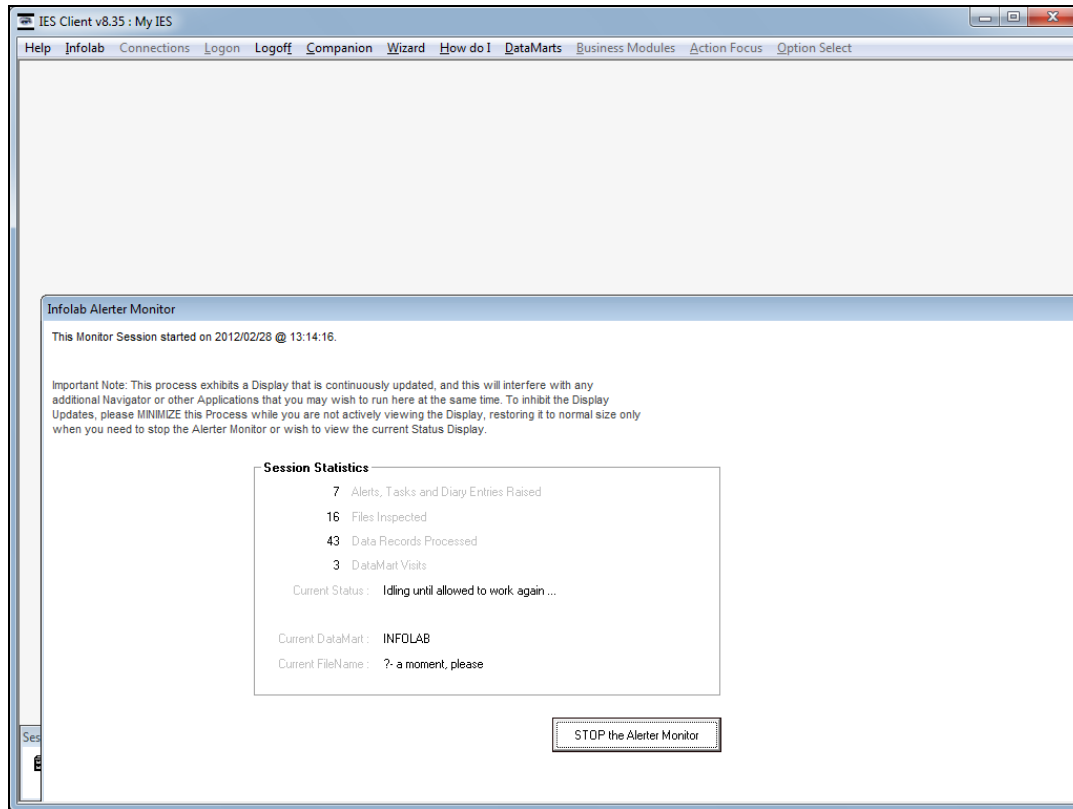 IES Client v8.35 : My IES
Help Infolab Connections Logon Logoff Companion Wizard How do I DataMarts Business Modules Action Focus Option Select
Infolab Alerter Monitor
This Monitor Session started on 2012/02/28 @ 13:14:16.
Important Note: This process exhibits a Display that is continuously updated, and this will interfere with any
additional Navigator or other Applications that you may wish to run here at the same time. To inhibit the Display
Updates, please MINIMIZE this Process while you are not actively viewing the Display, restoring it to normal size only
when you need to stop the Alerter Monitor or wish to view the current Status Display.
Session Statistics
7 Alerts, Tasks and Diary Entries Raised
16 Files Inspected
43 Data Records Processed
3 DataMart Visits
Current Status : Idling until allowed to work again ...
Current DataMart : INFOLAB
Current FileName : ?- a moment, please
STOP the Alerter Monitor
Ses